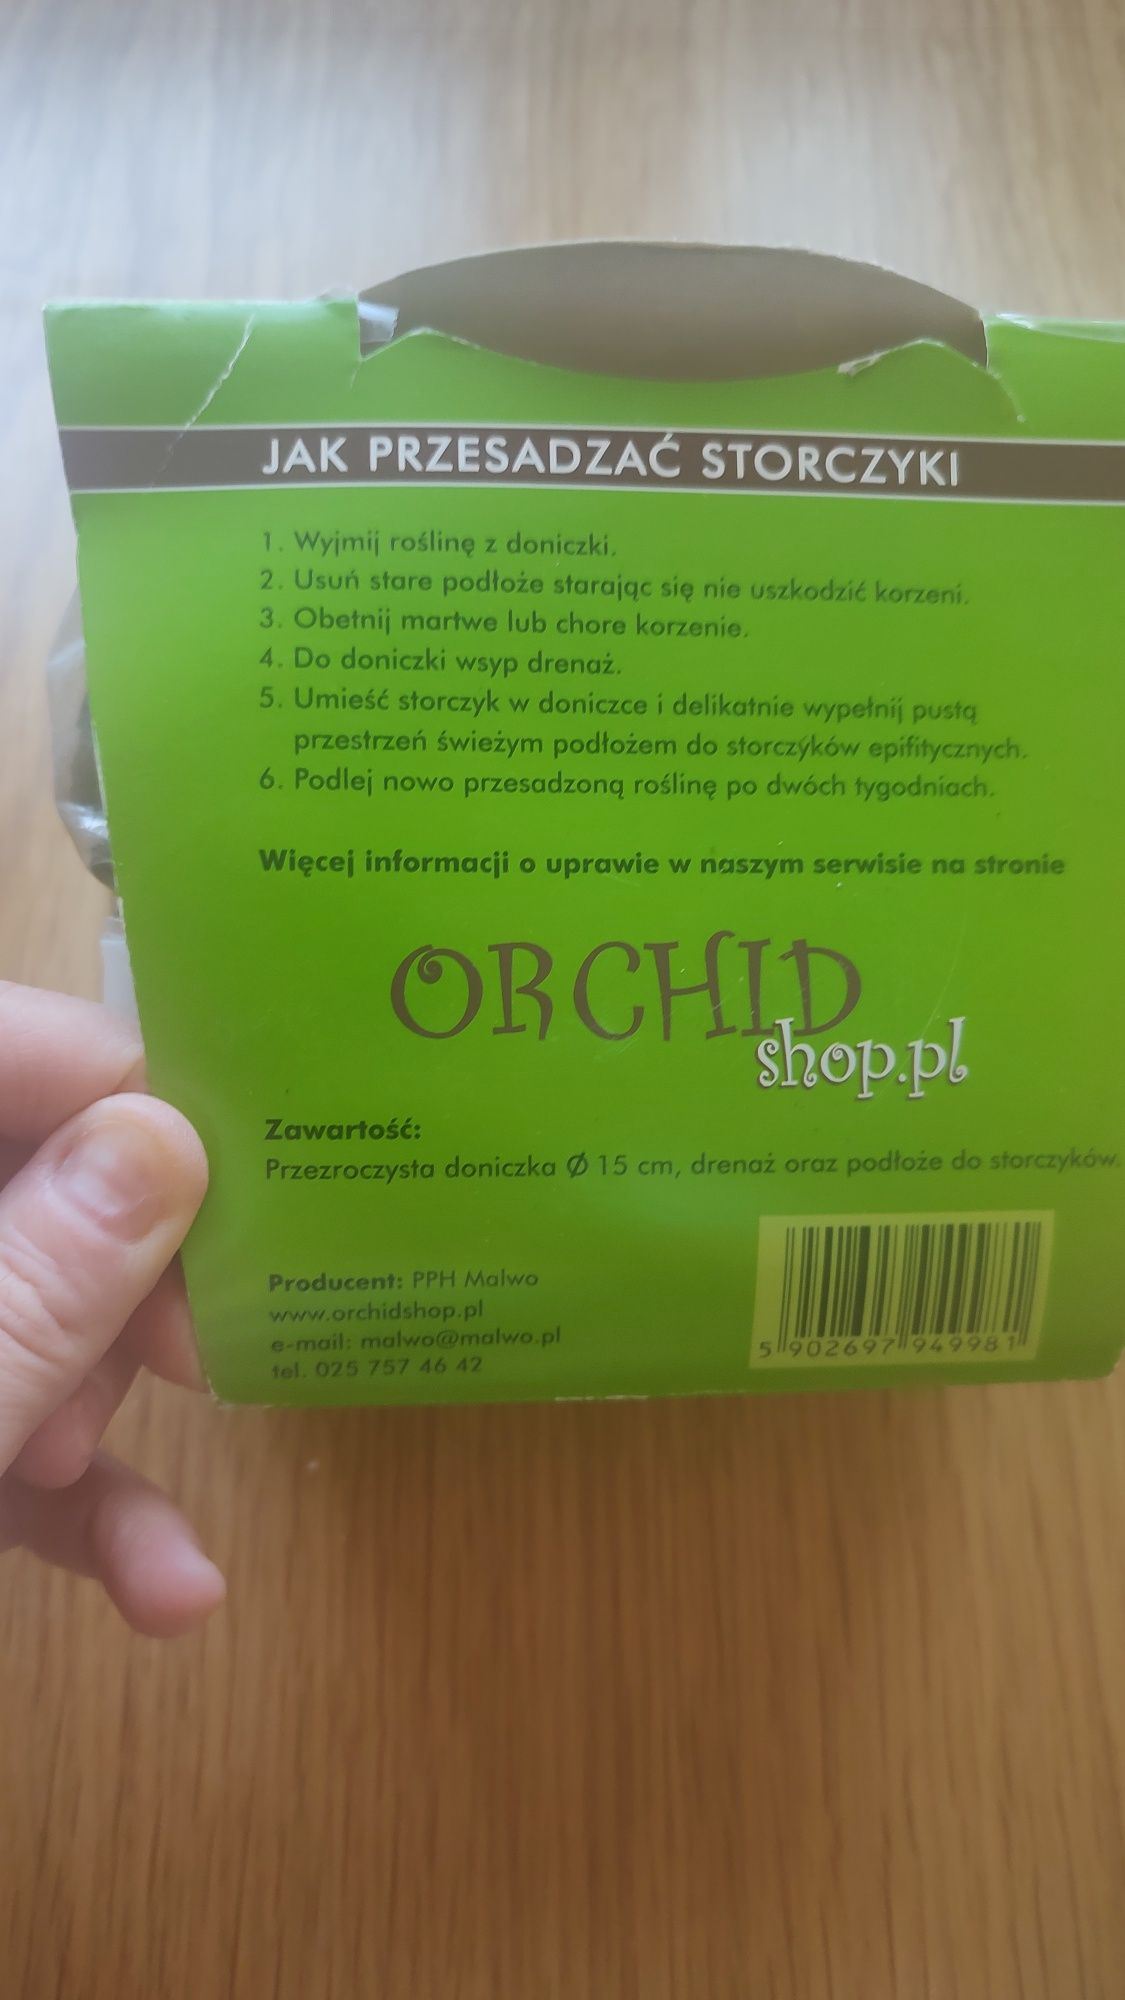 JAK PRZESADZAĆ STORCZYKI
1. Wyjmij roślinę z doniczki.
2. Usuń stare podłoże starając się nie uszkodzić korzeni.
3. Obetnij martwe lub chore korzenie.
4. Do doniczki wsyp drenaż.
5. Umieść storczyk w doniczce i delikatnie wypełnij pustą
przestrzeń świeżym podłożem do storczyków epifitycznych.
6. Podlej nowo przesadzoną roślinę po dwóch tygodniach.
Więcej informacji o uprawie w naszym serwisie na stronie
ORCHID
shop.pl
Zawartość:
Przezroczysta doniczka Ø 15 cm, drenaż oraz podłoże do storczyków.
Producent: PPH Malwo
www.orchidshop.pl
e-mail: malwo@malwo.pl
tel. 025 757 46 42
5 902697 949981